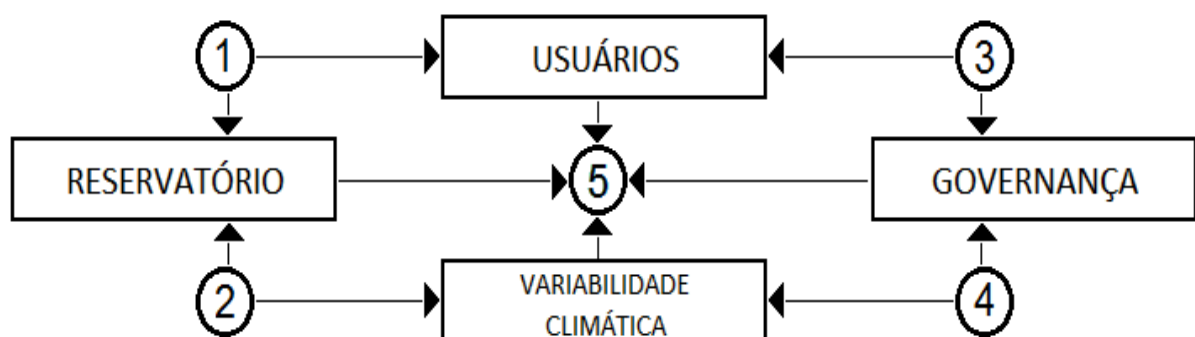 1
USUÁRIOS
3
RESERVATÓRIO
5
GOVERNANÇA
2
VARIABILIDADE
CLIMÁTICA
4